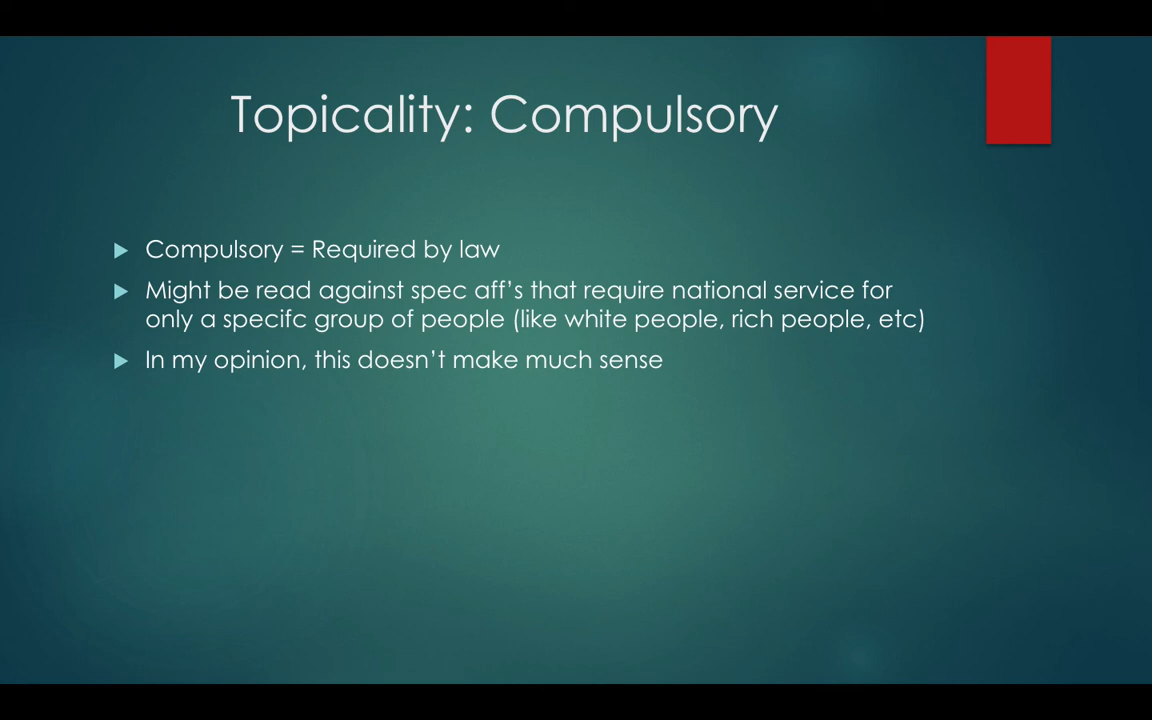 Topicality: Compulsory
Compulsory = Required by law
Might be read against spec aff's that require national service for
only a specifc group of people (like white people, rich people, etc)
In my opinion, this doesn't make much sense